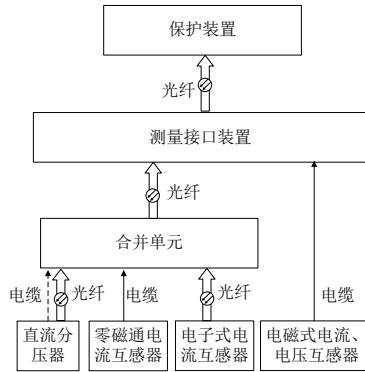 保护装置
光纤
测量接口装置
光纤
合并单元
电缆
光纤
电缆
光纤
电缆
直流分
压器
零磁通电
流互感器
电子式电
流互感器
电磁式电流、
电压互感器